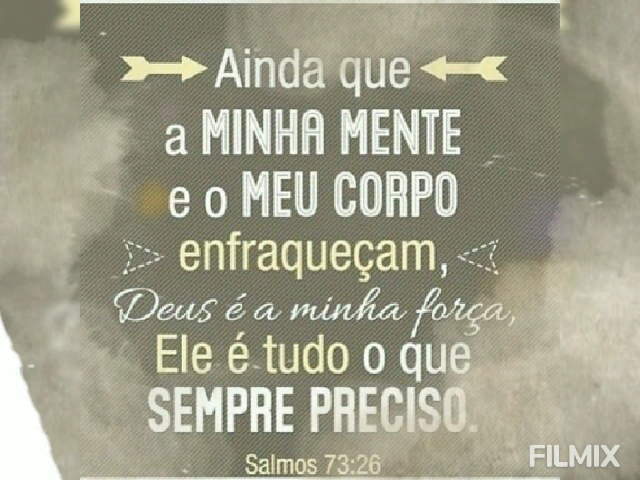 Ainda que
a MINHA MENTE
e o MEU CORPO
enfraqueçam,
Deus é a minha força,
Ele é tudo o que
SEMPRE PRECISO.
Salmos 73:26
FILMIX